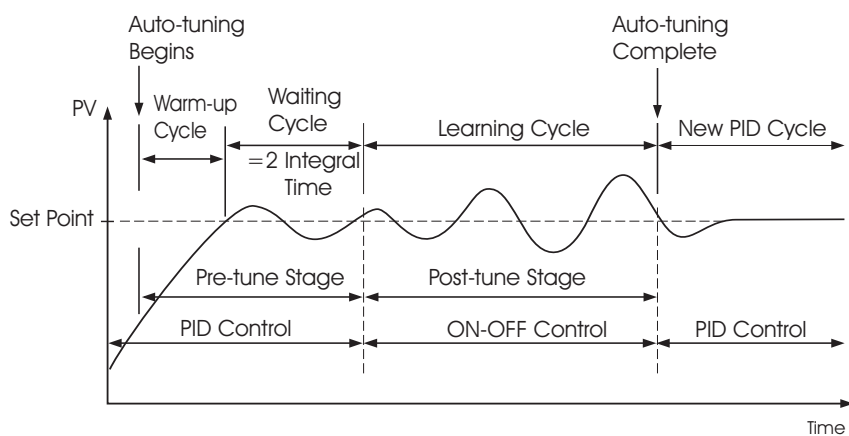 Auto-tuning
Begins
Auto-tuning
Complete
PV
Warm-up
Cycle
Waiting
Cycle
=2 Integral
Time
Learning Cycle
New PID Cycle
Set Point
Pre-tune Stage
Post-tune Stage
PID Control
ON-OFF Control
PID Control
Time